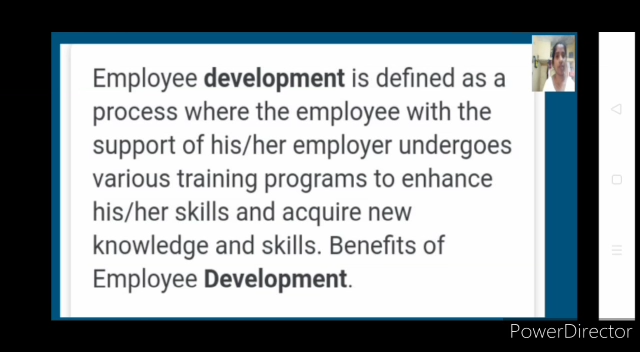 Employee development is defined as a
process where the employee with the
support of his/her employer undergoes
various training programs to enhance
his/her skills and acquire new
knowledge and skills. Benefits of
Employee Development.
PowerDirector